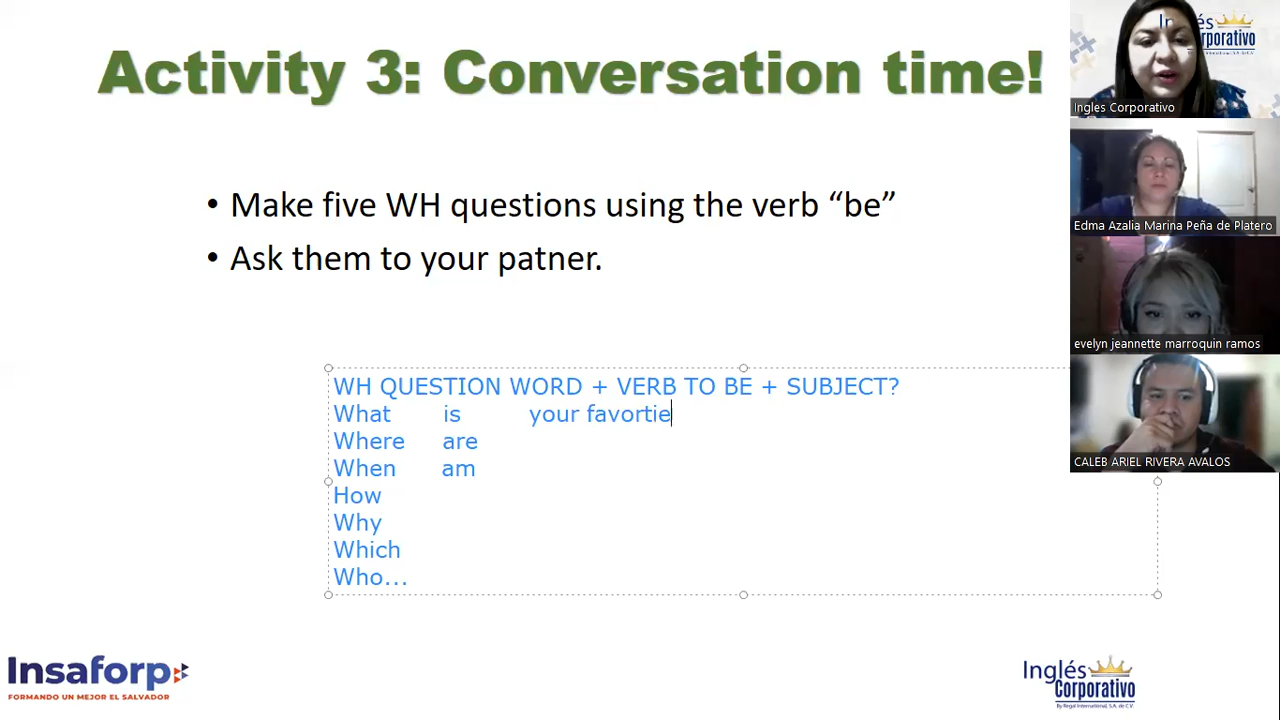 Activity 3: Conversation time!
• Make five WH questions using the verb “be”
• Ask them to your patner.
WH QUESTION WORD + VERB TO BE + SUBJECT?
What is your favortie
Where are
When am
How
Why
Which
Who...
Insaforp
FORMANDO UN MEJOR EL SALVADOR
Inglés
Corporativo
By Regal International, S.A. de C.V.
Inglés
Corporativo
Ingles Corporativo
Edma Azalia Marina Peña de Platero
evelyn jeannette marroquin ramos
CALEB ARIEL RIVERA AVALOS